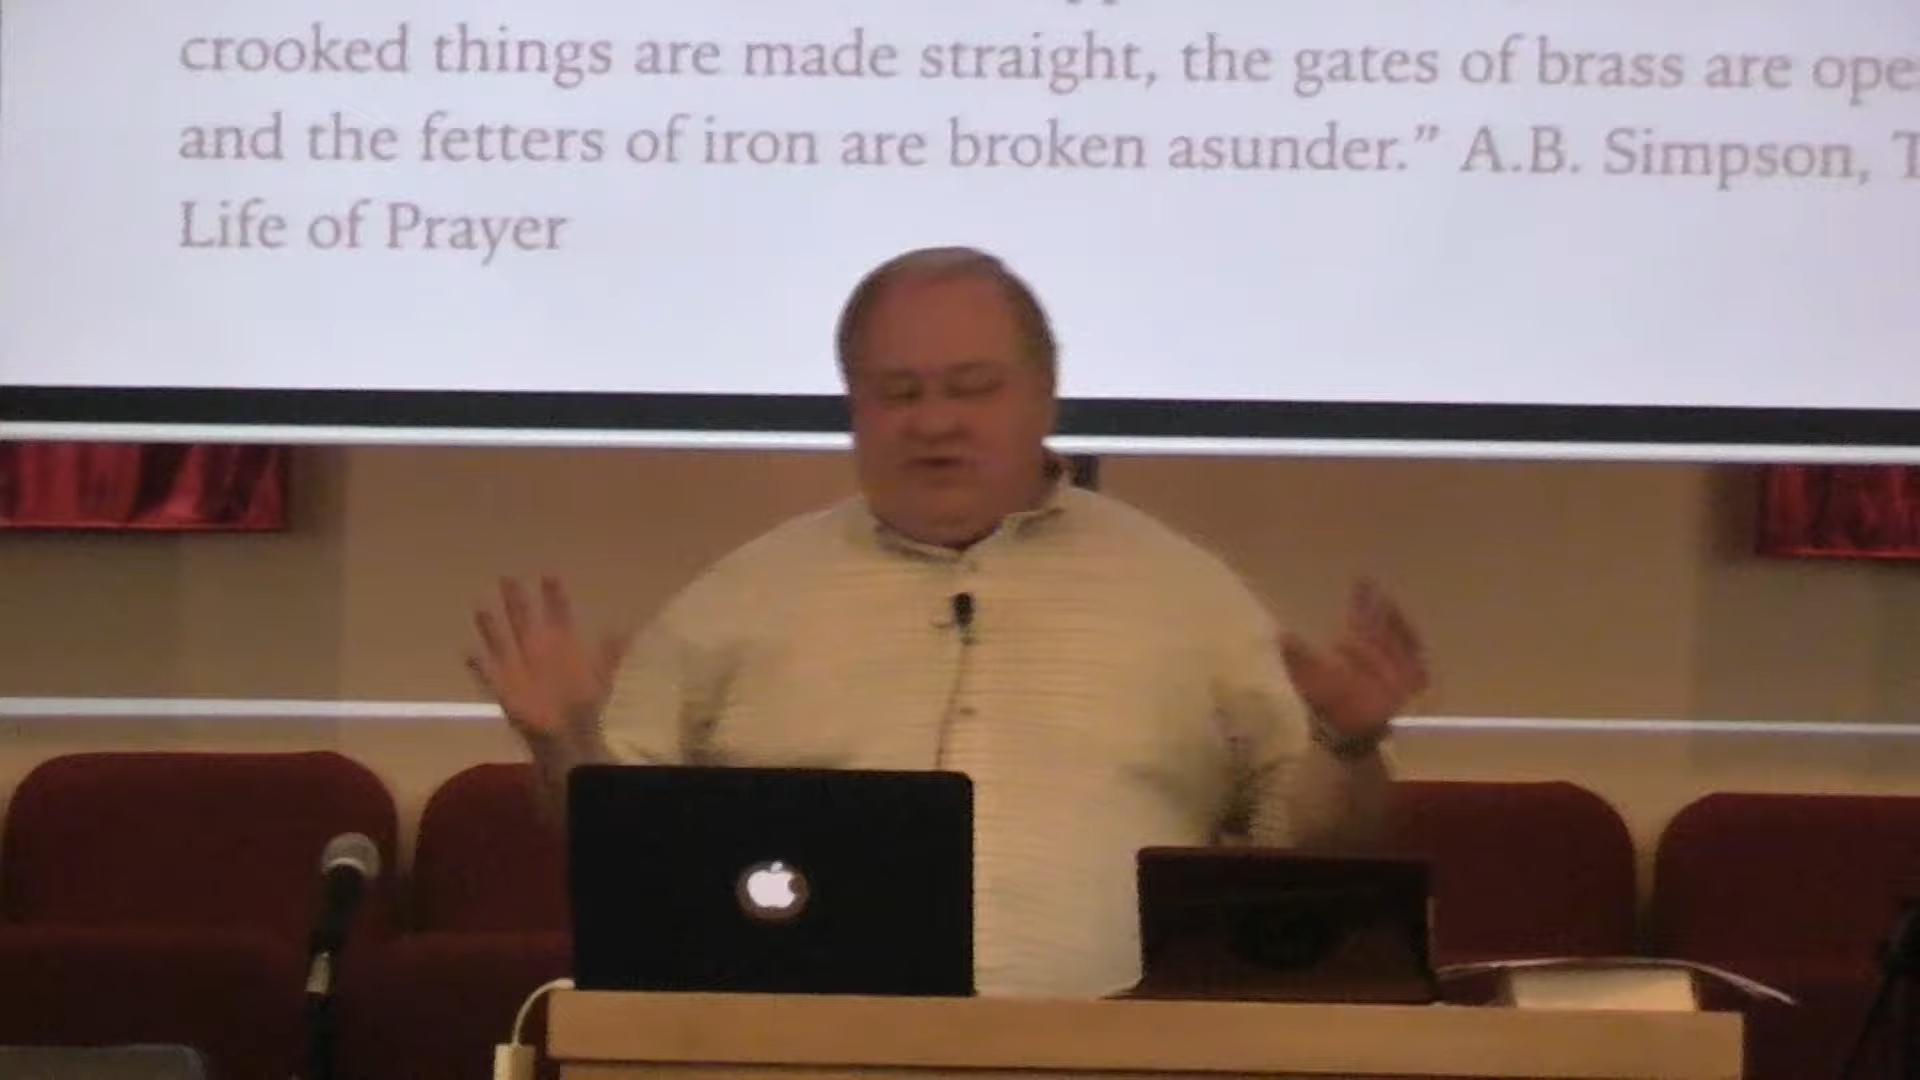 crooked things are made straight, the gates of brass are ope
and the fetters of iron are broken asunder.” A.B. Simpson, T
Life of Prayer